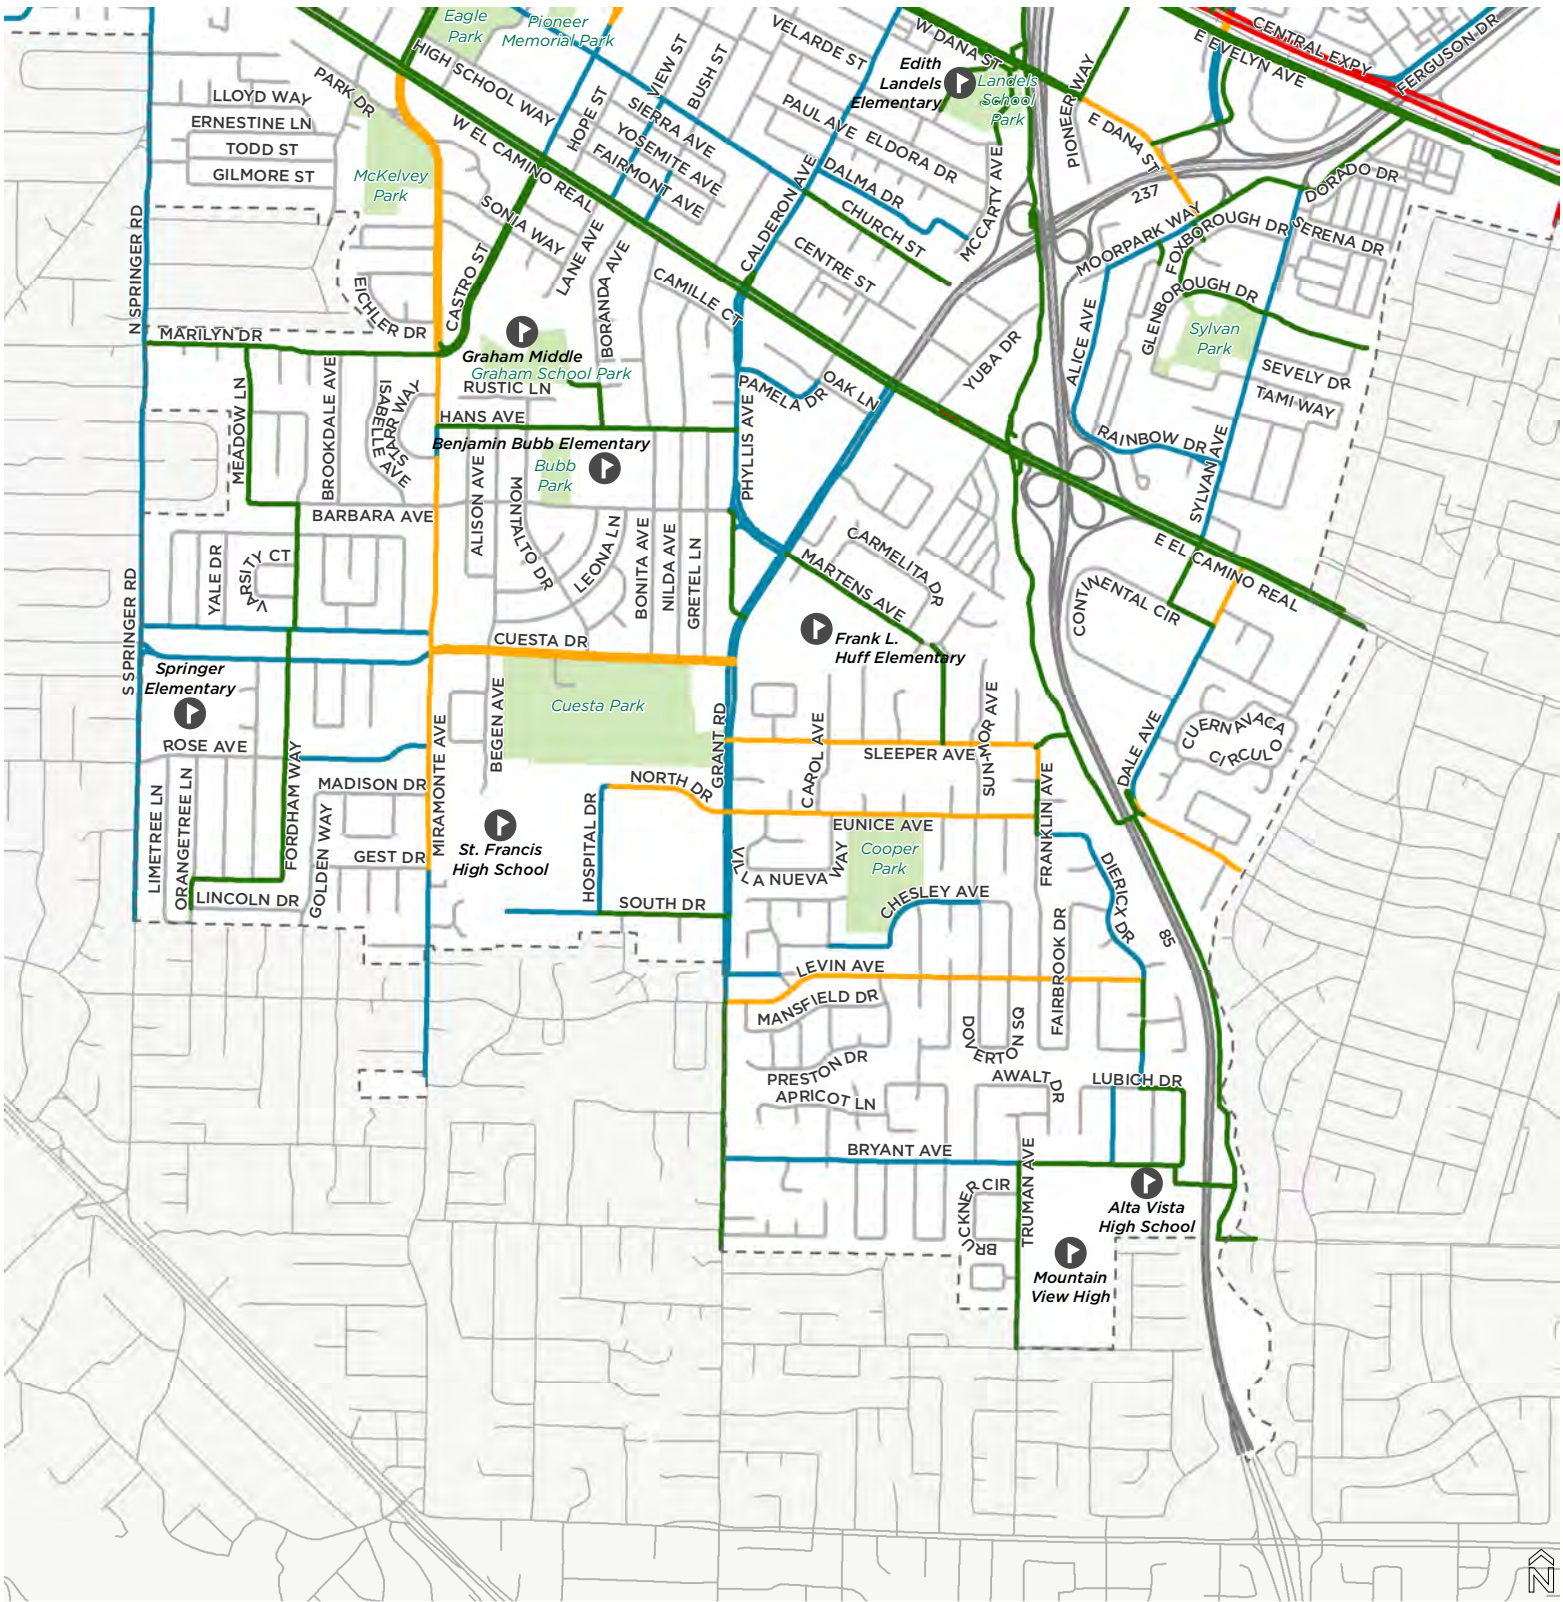 Eagle
Park
Pioneer
Memorial Park
VELARDE ST
W DANA ST
CENTRAL EXPY
E EVELYN AVE
FERGUSON DR
HIGH SCHOOL WAY
VIEW ST
BUSH ST
Edith
Landels
Elementary
Landels
School
Park
PIONEER WAY
PARK DR
LLOYD WAY
ERNESTINE LN
TODD ST
GILMORE ST
W EL CAMINO REAL
HOPE ST
SIERRA AVE
YOSEMITE AVE
FAIRMONT AVE
PAUL AVE
ELDORA DR
E DANA ST
McKelvey
Park
DALMA DR
CALDERON AVE
MCCARTY AVE
237
DORADO DR
N SPRINGER RD
SONIA WAY
LANE AVE
BORANDA AVE
CHURCH ST
CENTRE ST
MOORPARK WAY
FOXBOROUGH DR
SERENA DR
EICHLER DR
CASTRO ST
CAMILLE CT
GLENBOROUGH DR
Sylvan
Park
MARILYN DR
Graham Middle
Graham School Park
RUSTIC LN
YUBA DR
ALICE AVE
SEVELY DR
TAMI WAY
MEADOW LN
BROOKDALE AVE
ISABELLE AVE
STARR WAY
HANS AVE
PAMELA DR
OAK LN
PHYLLIS AVE
RAINBOW DR
SYLVAN AVE
Benjamin Bubb Elementary
Bubb
Park
BARBARA AVE
ALISON AVE
MONTALTO DR
LEONA LN
BONITA AVE
NILDA AVE
GRETEL LN
CARMELITA DR
MARTENS AVE
E EL CAMINO REAL
CONTINENTAL CIR
YALE DR
VARSITY CT
S SPRINGER RD
CUESTA DR
Frank L.
Huff Elementary
Springer
Elementary
Cuesta Park
BEGEN AVE
GRANT RD
CAROL AVE
SLEEPER AVE
SUN-MOR AVE
DALE AVE
CUERNAVACA
CIRCULO
ROSE AVE
LIMETREE LN
ORANGETREE LN
FORDHAM WAY
MADISON DR
GOLDEN WAY
GEST DR
LINCOLN DR
MIRAMONTE AVE
St. Francis
High School
HOSPITAL DR
NORTH DR
SOUTH DR
EUNICE AVE
Cooper
Park
VILLA NUEVA WAY
CHESLEY AVE
FRANKLIN AVE
DIERICX DR
FAIRBROOK DR
85
LEVIN AVE
MANSFIELD DR
PRESTON DR
APRICOT LN
DOVERTON SQ
AWALT DR
LUBICH DR
BRYANT AVE
TRUMAN AVE
BRUCKNER CIR
Alta Vista
High School
Mountain
View High
N